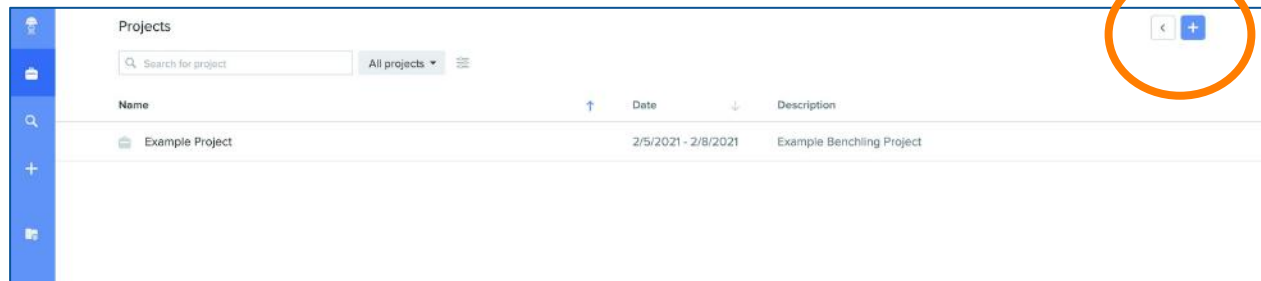 Projects
Search for project
All projects
Name
Date
Description
Example Project
2/5/2021 - 2/8/2021
Example Benchling Project